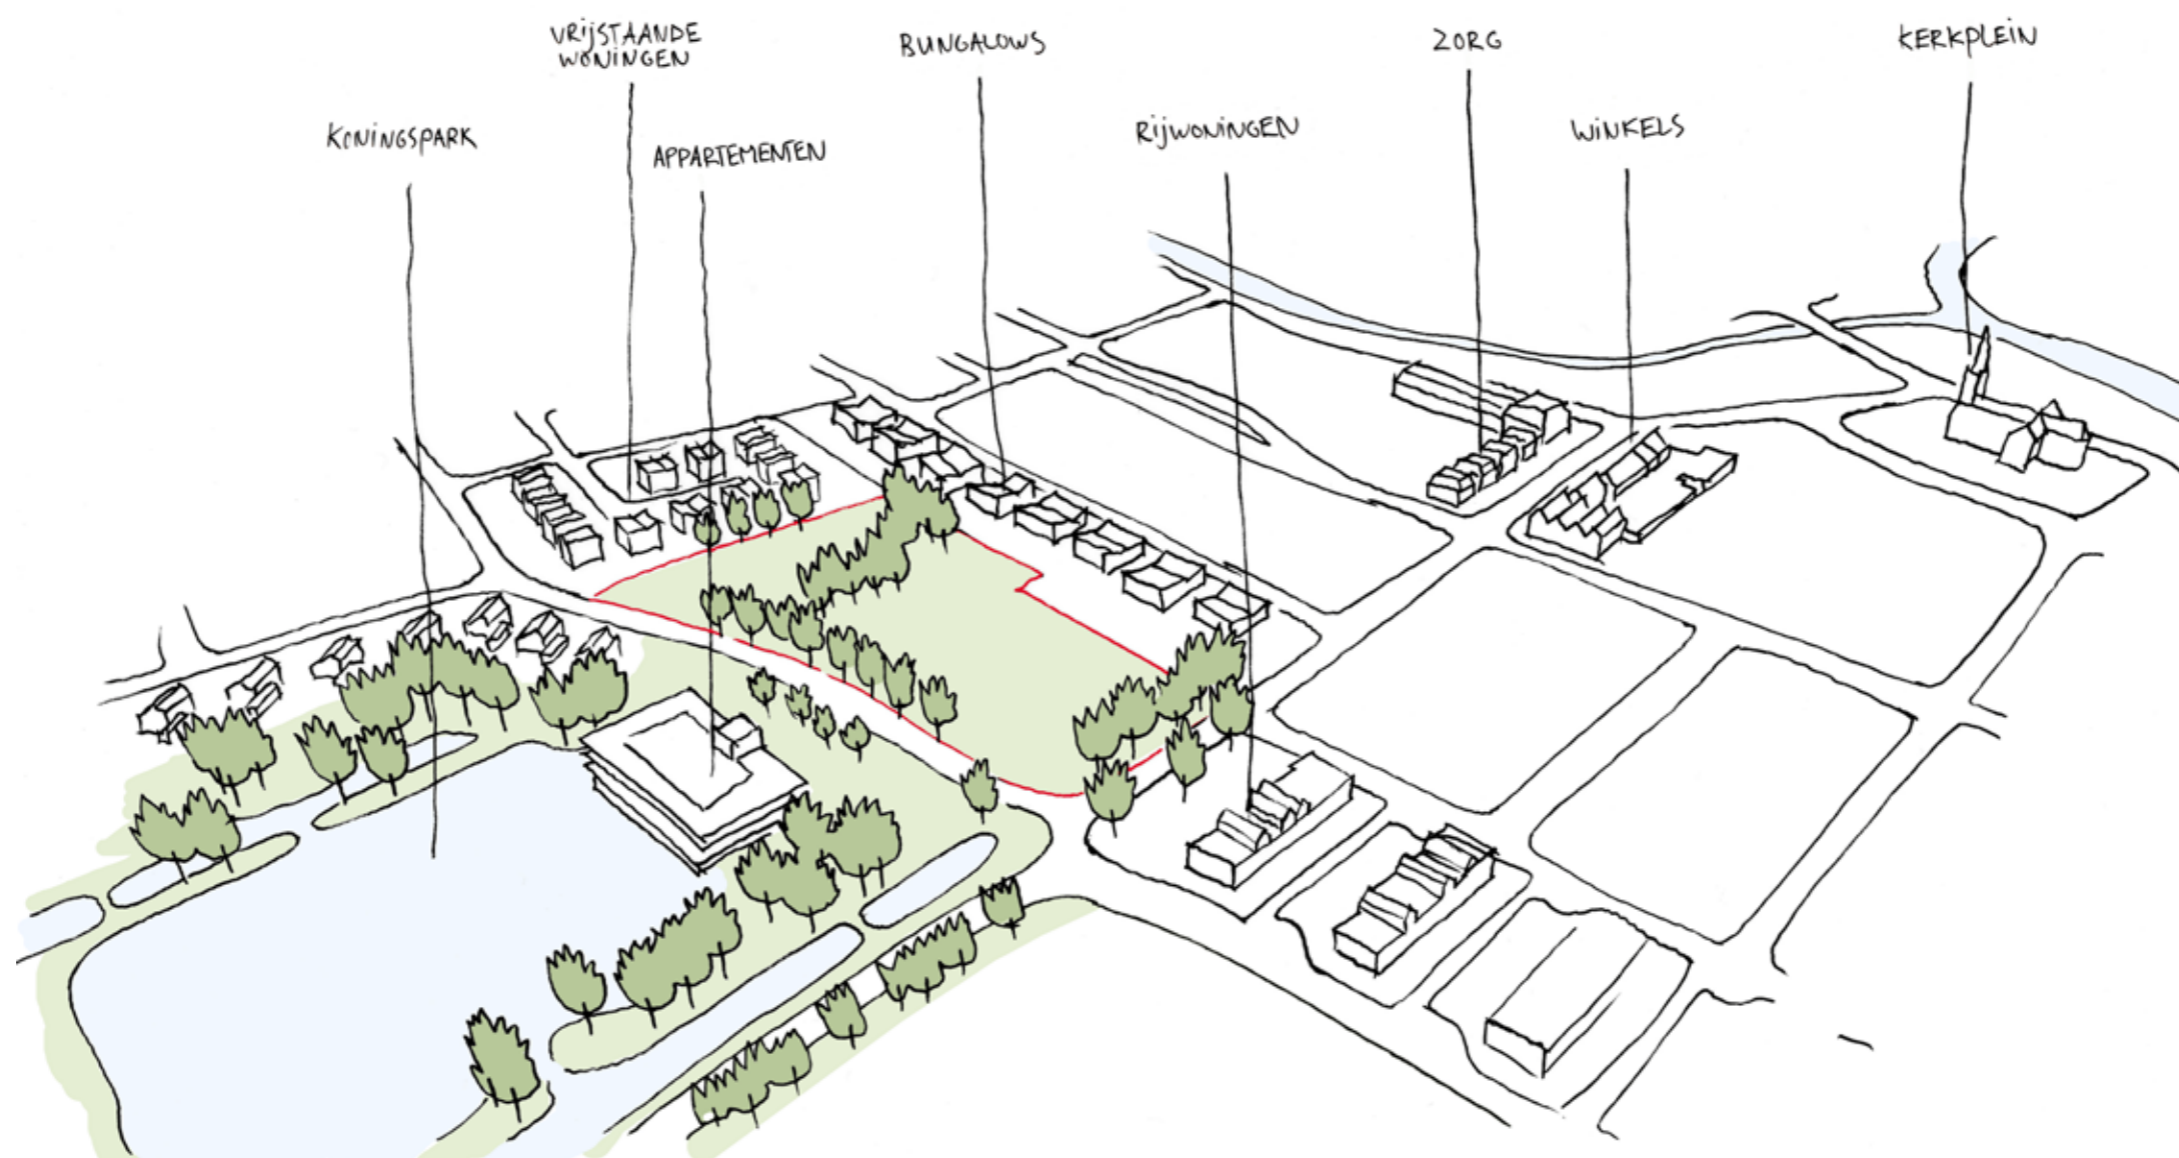 VRIJSTAANDE
WONINGEN
BUNGALOWS
ZORG
KERKPLEIN
KONINGSPARK
APPARTEMENTEN
RIJWONINGEN
WINKELS